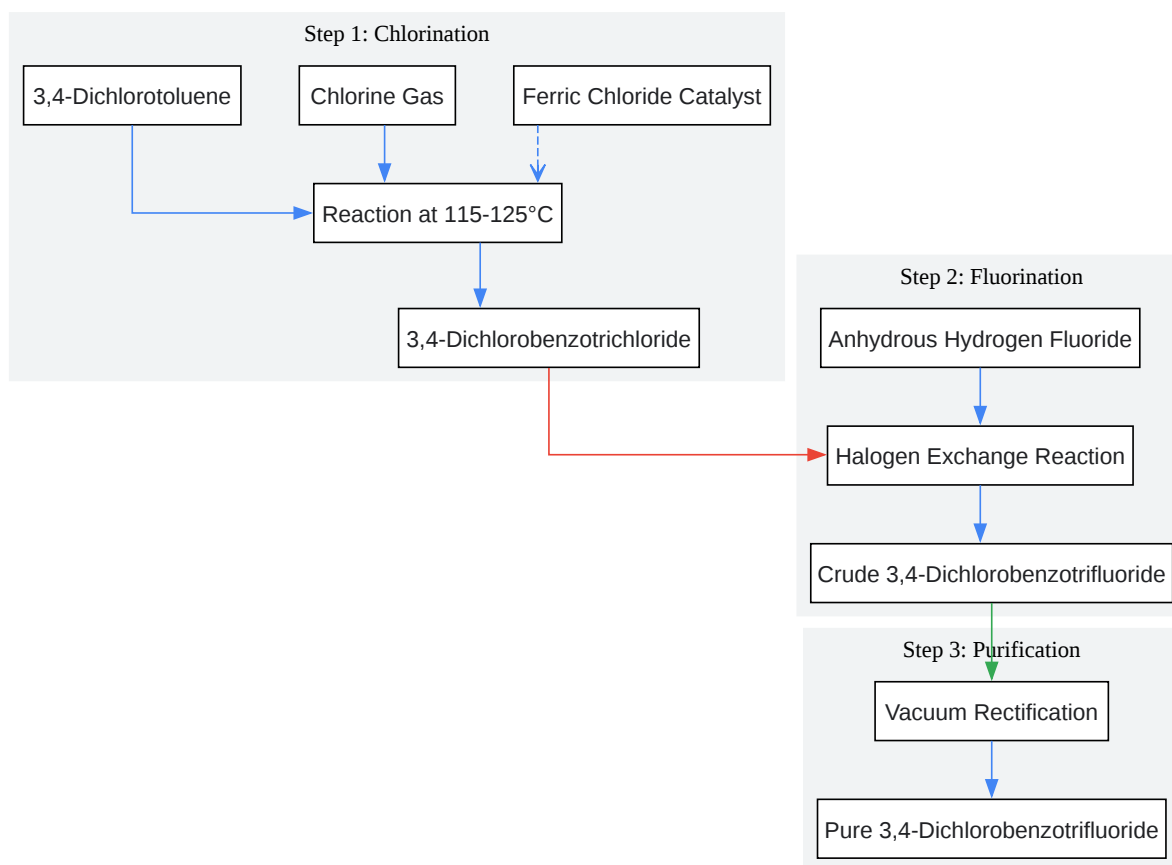 Step 1: Chlorination
3,4-Dichlorotoluene
Chlorine Gas
Ferric Chloride Catalyst
Reaction at 115-125°C
3,4-Dichlorobenzotrichloride
Step 2: Fluorination
Anhydrous Hydrogen Fluoride
Halogen Exchange Reaction
Crude 3,4-Dichlorobenzotrifluoride
Step 3: Purification
Vacuum Rectification
Pure 3,4-Dichlorobenzotrifluoride